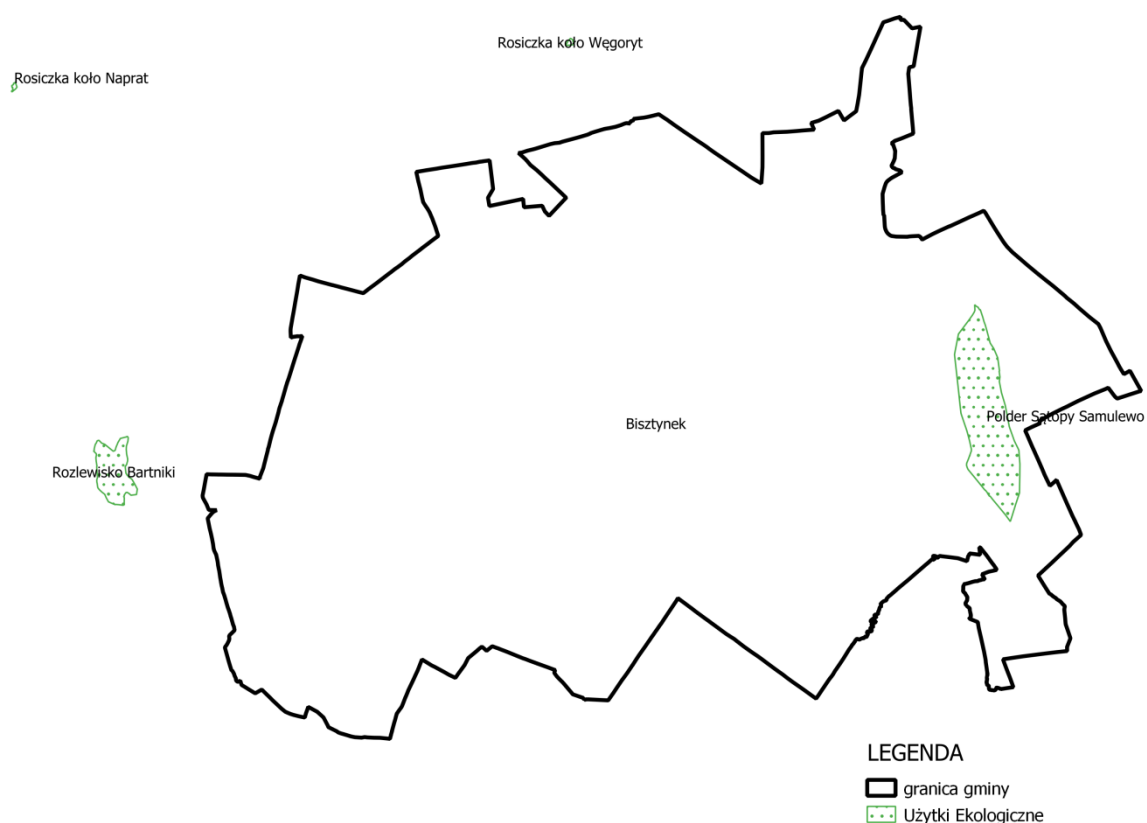 Rosiczka koło Węgoryt
Rosiczka koło Naprat
Polder Sątopy Samulewo
Bisztynek
Rozlewisko Bartniki
LEGENDA
granica gminy
Użytki Ekologiczne